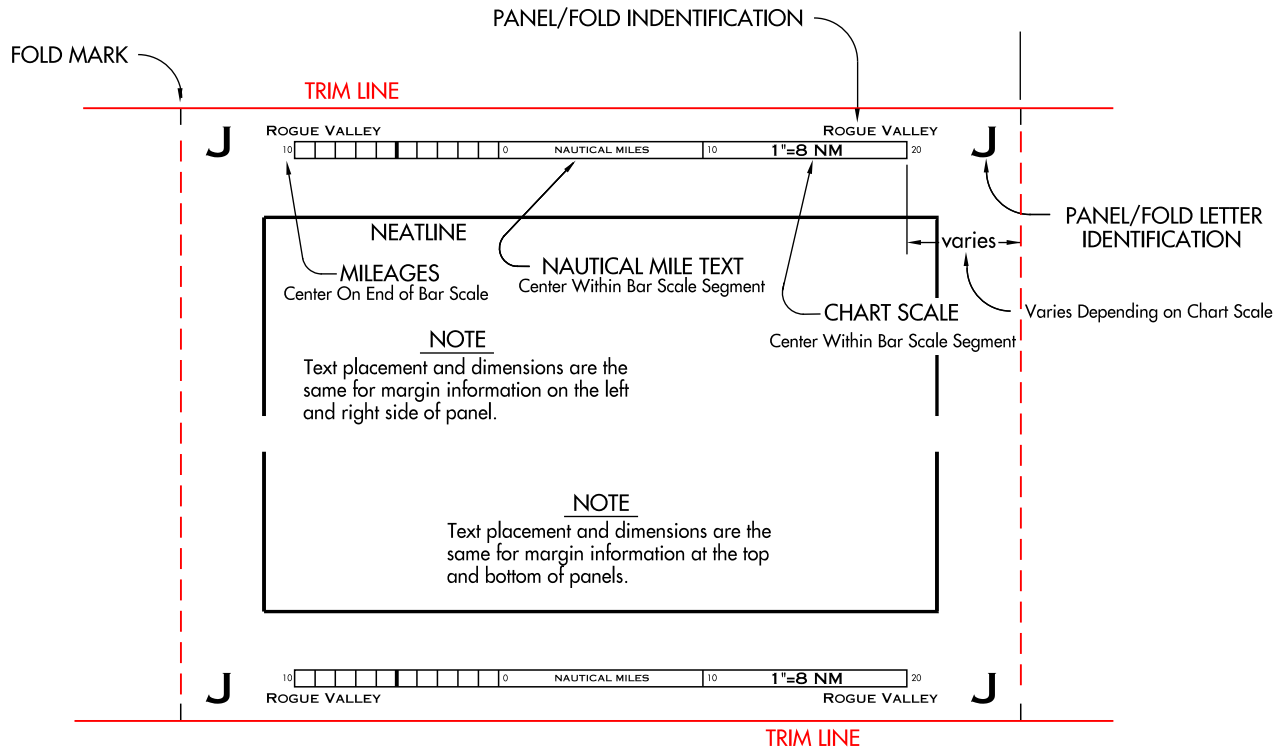 PANEL/FOLD INDENTIFICATION
FOLD MARK
TRIM LINE
J
ROGUE VALLEY
ROGUE VALLEY
J
10
0
NAUTICAL MILES
10
1"=8 NM
20
PANEL/FOLD LETTER
IDENTIFICATION
NEATLINE
varies
MILEAGES
Center On End of Bar Scale
NAUTICAL MILE TEXT
Center Within Bar Scale Segment
CHART SCALE
Center Within Bar Scale Segment
Varies Depending on Chart Scale
NOTE
Text placement and dimensions are the
same for margin information on the left
and right side of panel.
NOTE
Text placement and dimensions are the
same for margin information at the top
and bottom of panels.
J
10
0
NAUTICAL MILES
10
1"=8 NM
20
J
ROGUE VALLEY
ROGUE VALLEY
TRIM LINE